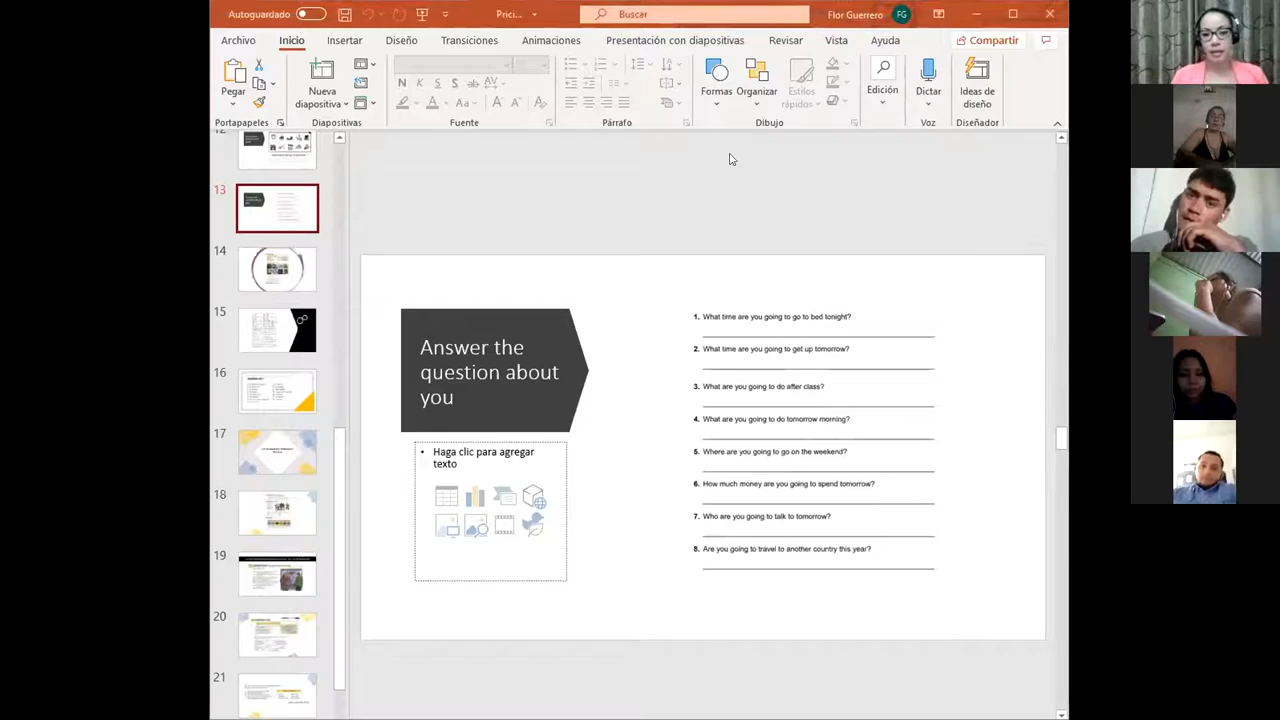 Autoguardado
Prici...
Buscar
Flor Guerrero
FG
Archivo Inicio Insertar Diseño Transiciones Animaciones Presentación con diapositivas Revisar Vista Ayuda Compartir
Pegar
Nueva diapositiva
N K S S ab AV
A Aa A
Formas Organizar Estilos rápidos
Edición
Dictar
Ideas de diseño
Portapapeles Diapositivas Fuente Párrafo Dibujo Voz Diseñador
12
13
14
15
16
17
18
19
20
21
Answer the
question about
you
• Haga clic para agregar
texto
1. What time are you going to go to bed tonight?
2. What time are you going to get up tomorrow?
3. What are you going to do after class?
4. What are you going to do tomorrow morning?
5. Where are you going to go on the weekend?
6. How much money are you going to spend tomorrow?
7. Who are you going to talk to tomorrow?
8. Are you going to travel to another country this year?